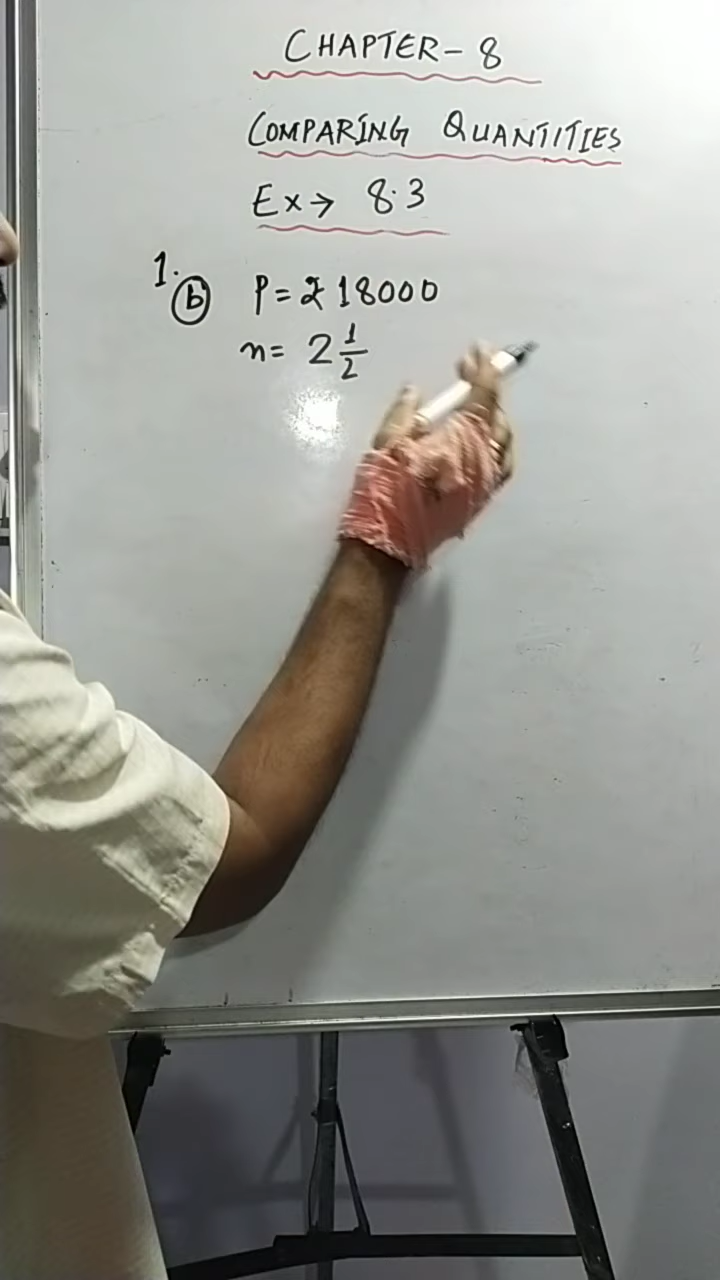 CHAPTER-8
COMPARING QUANTITIES
Ex→ 8.3
1.
(b) P = ₹ 18000
n = 2 1/2